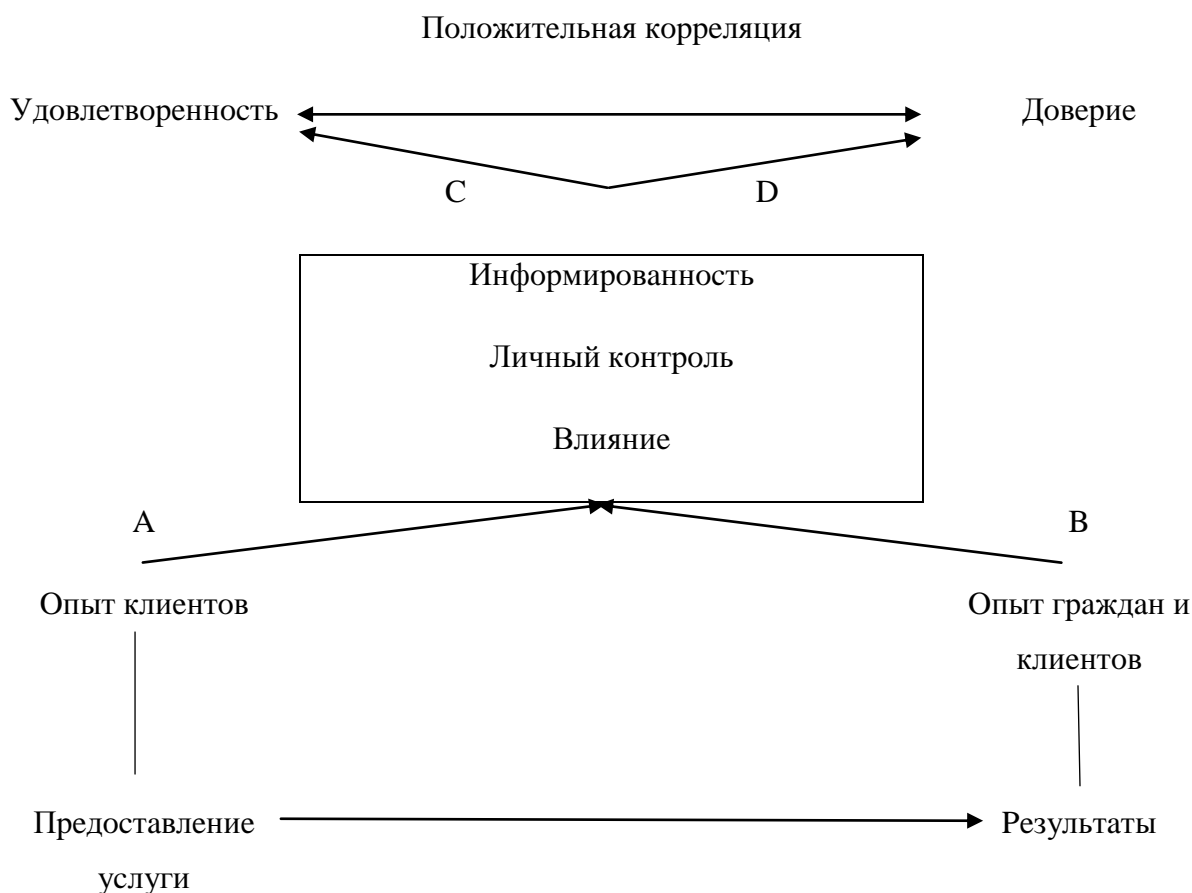 Положительная корреляция
Удовлетворенность
Доверие
C
D
Информированность
Личный контроль
Влияние
A
B
Опыт клиентов
Опыт граждан и
клиентов
Предоставление
услуги
Результаты